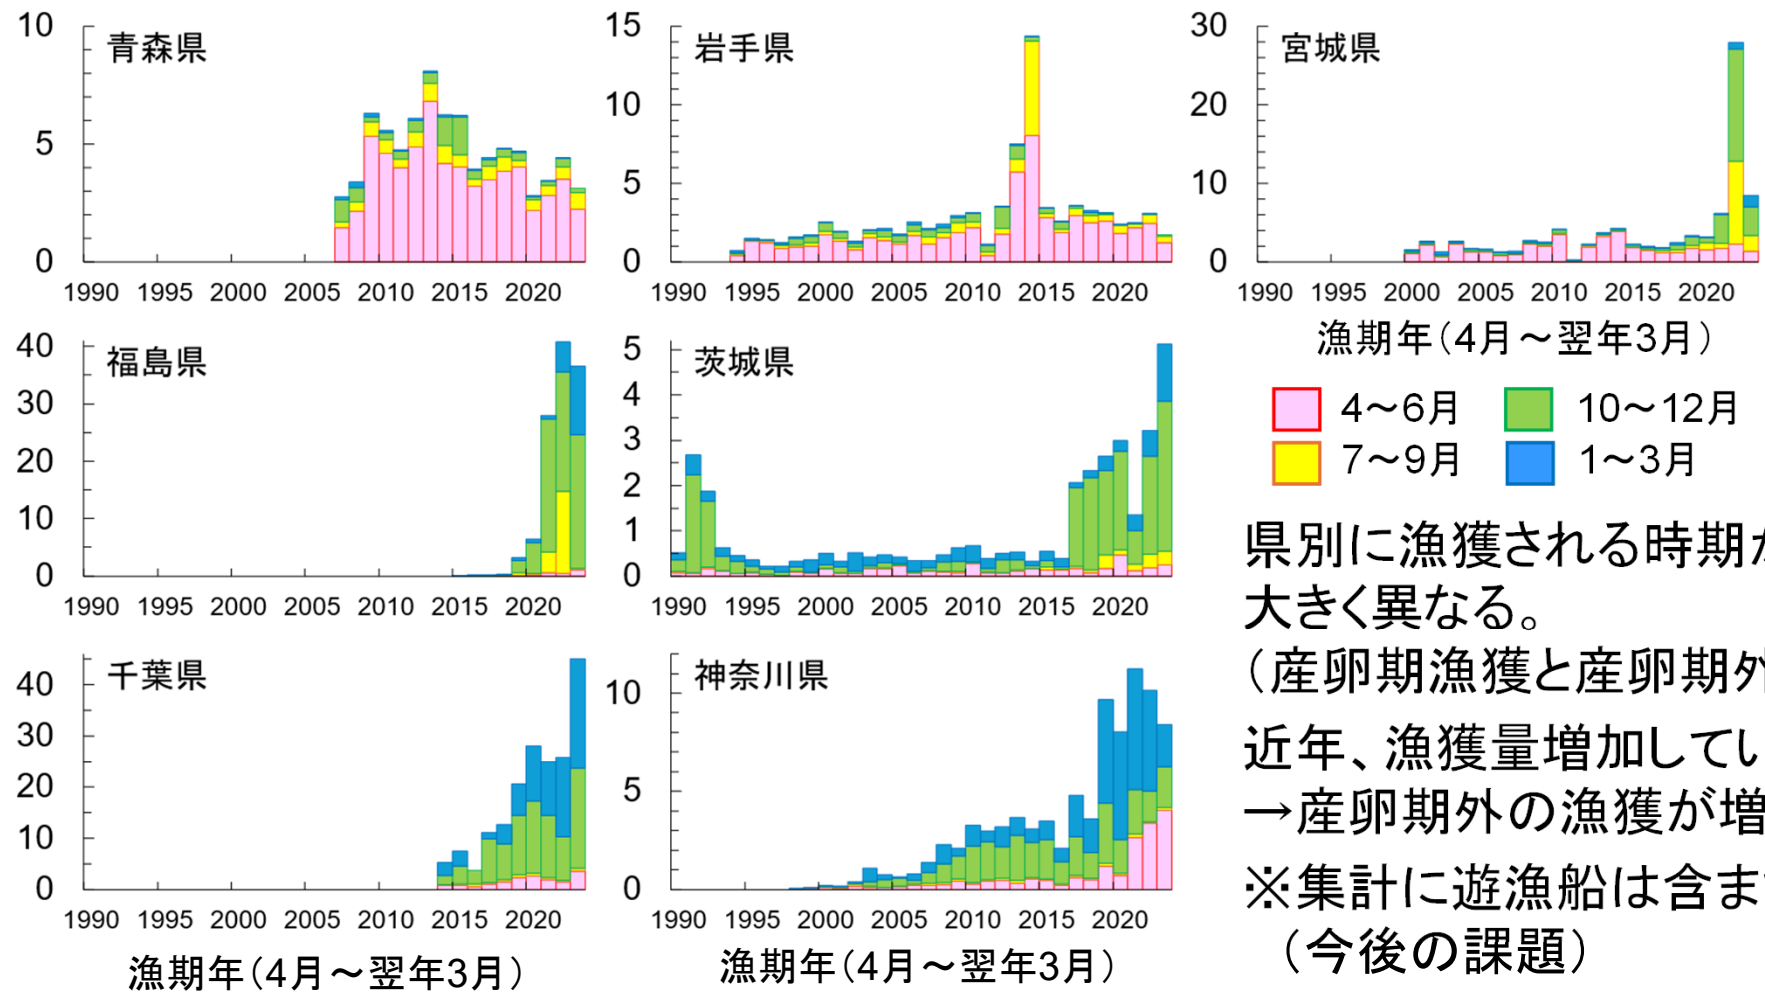 10
5
0
青森県
1990 1995 2000 2005 2010 2015 2020
15
10
5
0
岩手県
1990 1995 2000 2005 2010 2015 2020
30
20
10
0
宮城県
1990 1995 2000 2005 2010 2015 2020
漁期年(4月～翌年3月)
40
30
20
10
0
福島県
1990 1995 2000 2005 2010 2015 2020
5
4
3
2
1
0
茨城県
1990 1995 2000 2005 2010 2015 2020
4～6月 10～12月
7～9月 1～3月
40
30
20
10
0
千葉県
1990 1995 2000 2005 2010 2015 2020
漁期年(4月～翌年3月)
10
5
0
神奈川県
1990 1995 2000 2005 2010 2015 2020
漁期年(4月～翌年3月)
県別に漁獲される時期が
大きく異なる。
（産卵期漁獲と産卵期外
近年、漁獲量増加してい
→産卵期外の漁獲が増
※集計に遊漁船は含ま
（今後の課題）